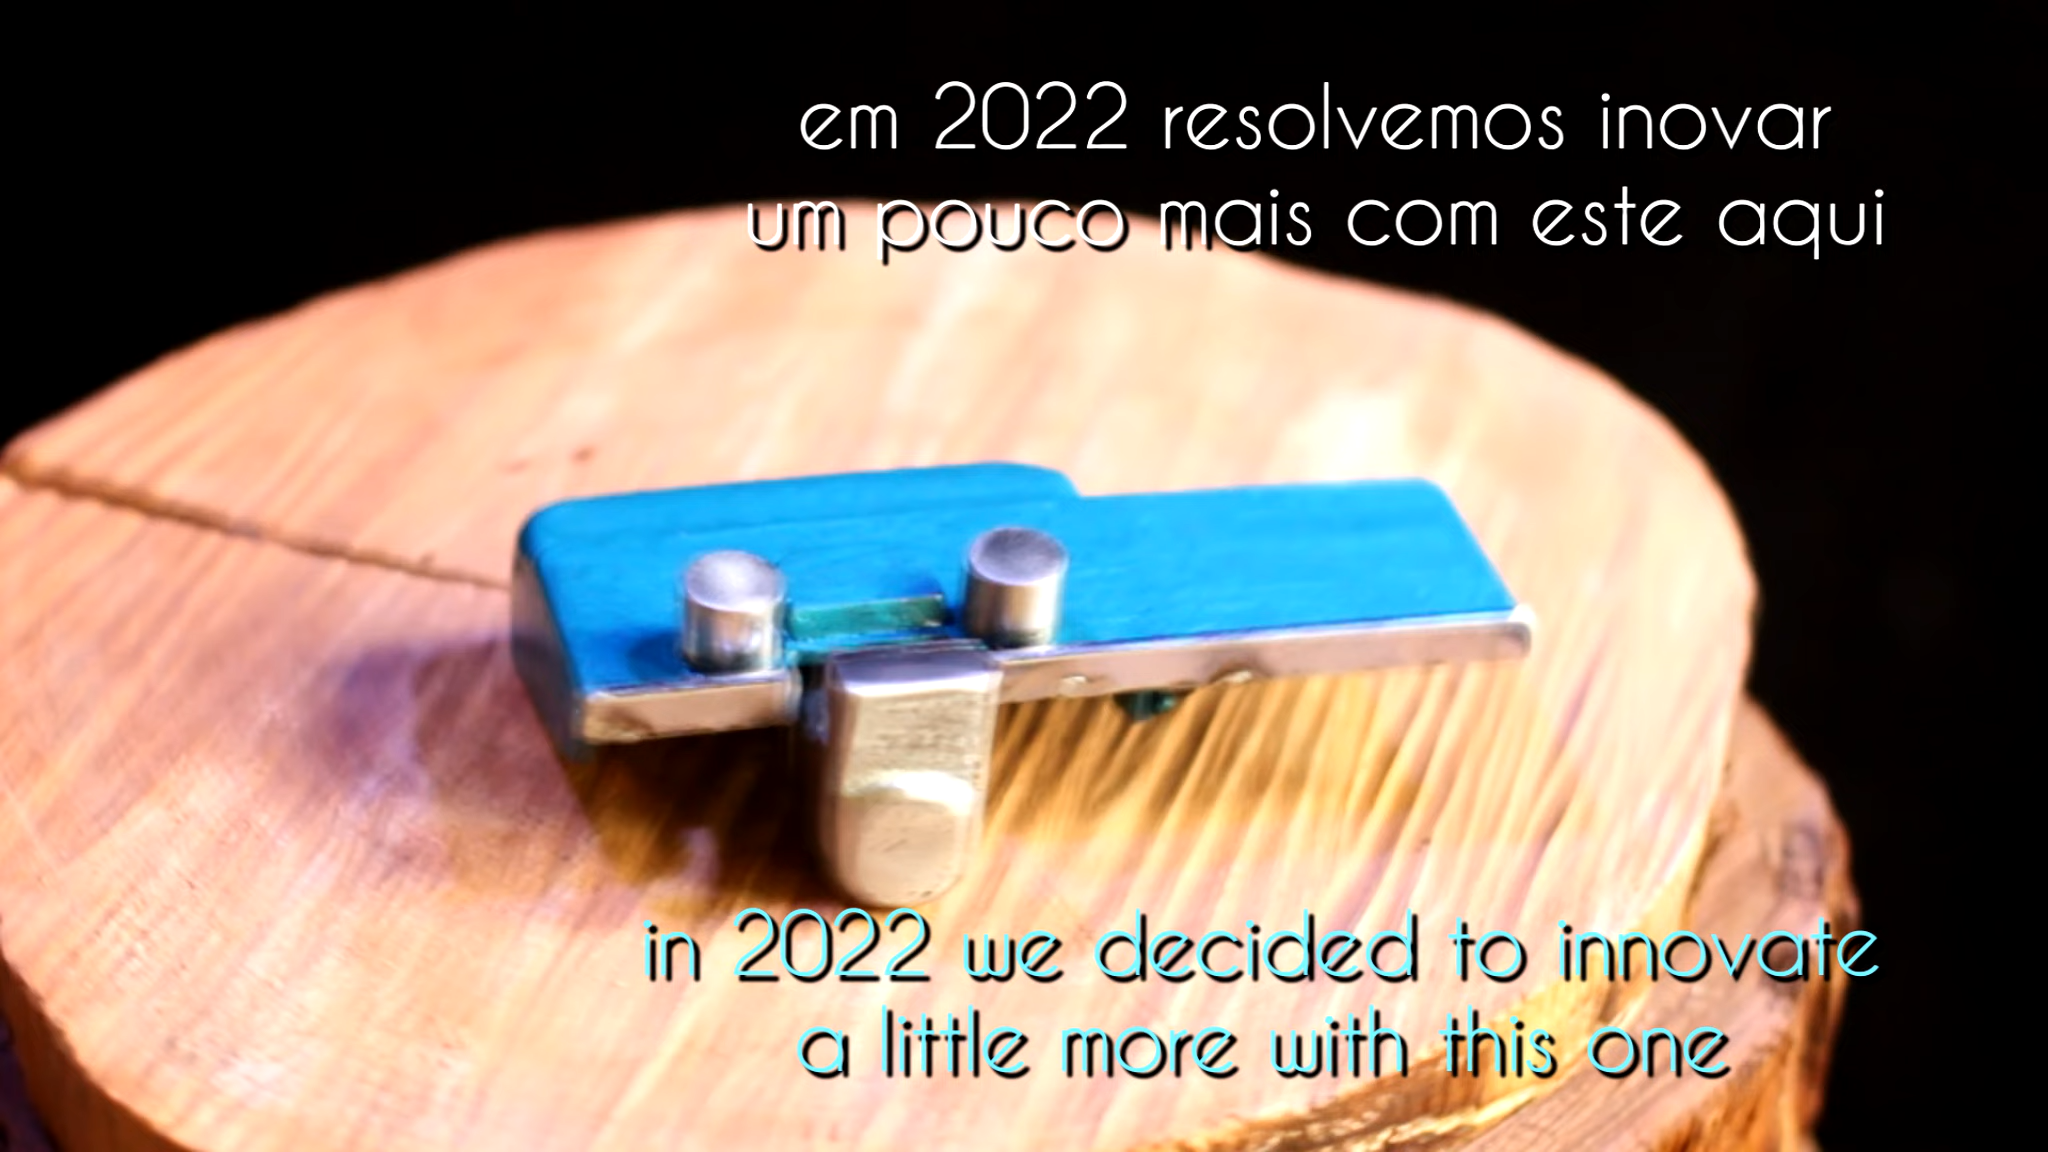 em 2022 resolvemos inovar
um pouco mais com este aqui
in 2022 we decided to innovate
a little more with this one